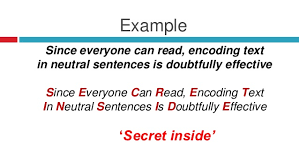 Example
Since everyone can read, encoding text
in neutral sentences is doubtfully effective
Since Everyone Can Read, Encoding Text
In Neutral Sentences Is Doubtfully Effective
‘Secret inside’